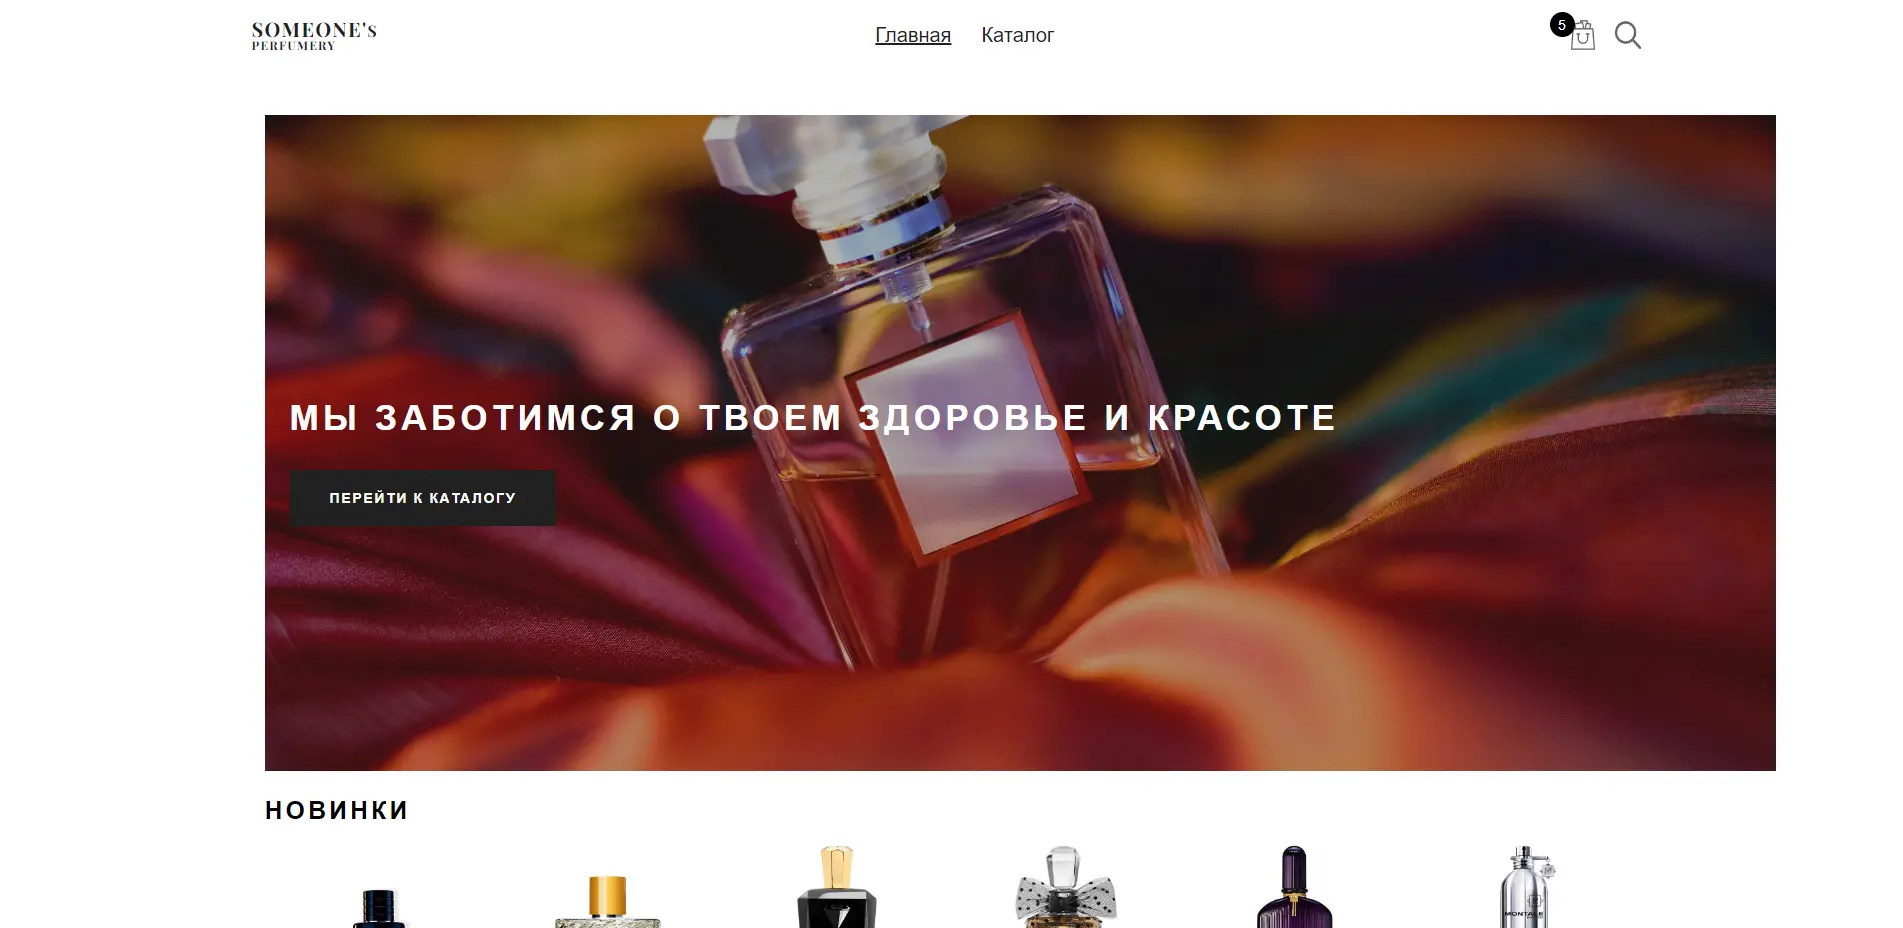 SOMEONE's
PERFUMERY
Главная
Каталог
5
МЫ ЗАБОТИМСЯ О ТВОЕМ ЗДОРОВЬЕ И КРАСОТЕ
ПЕРЕЙТИ К КАТАЛОГУ
НОВИНКИ
MONTALE